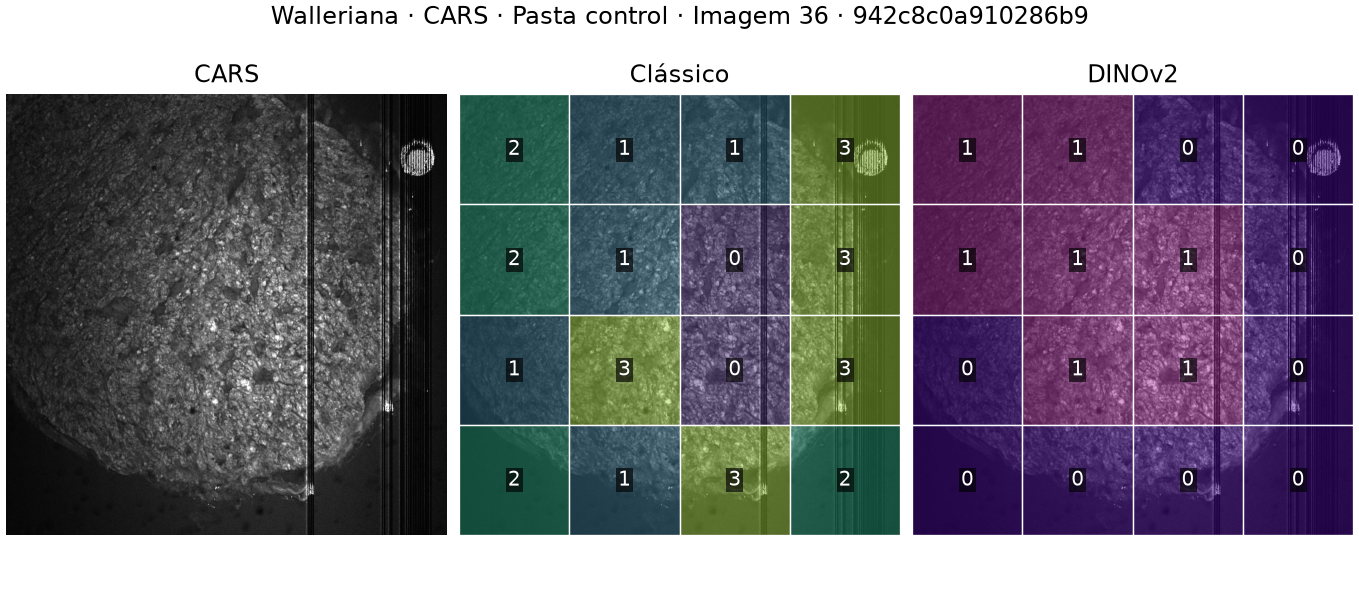 Walleriana · CARS · Pasta control · Imagem 36 · 942c8c0a910286b9
CARS Clássico DINOv2
2 1 1 3 1 1 0 0
2 1 0 3 1 1 1 0
1 3 0 3 0 1 1 0
2 1 3 2 0 0 0 0